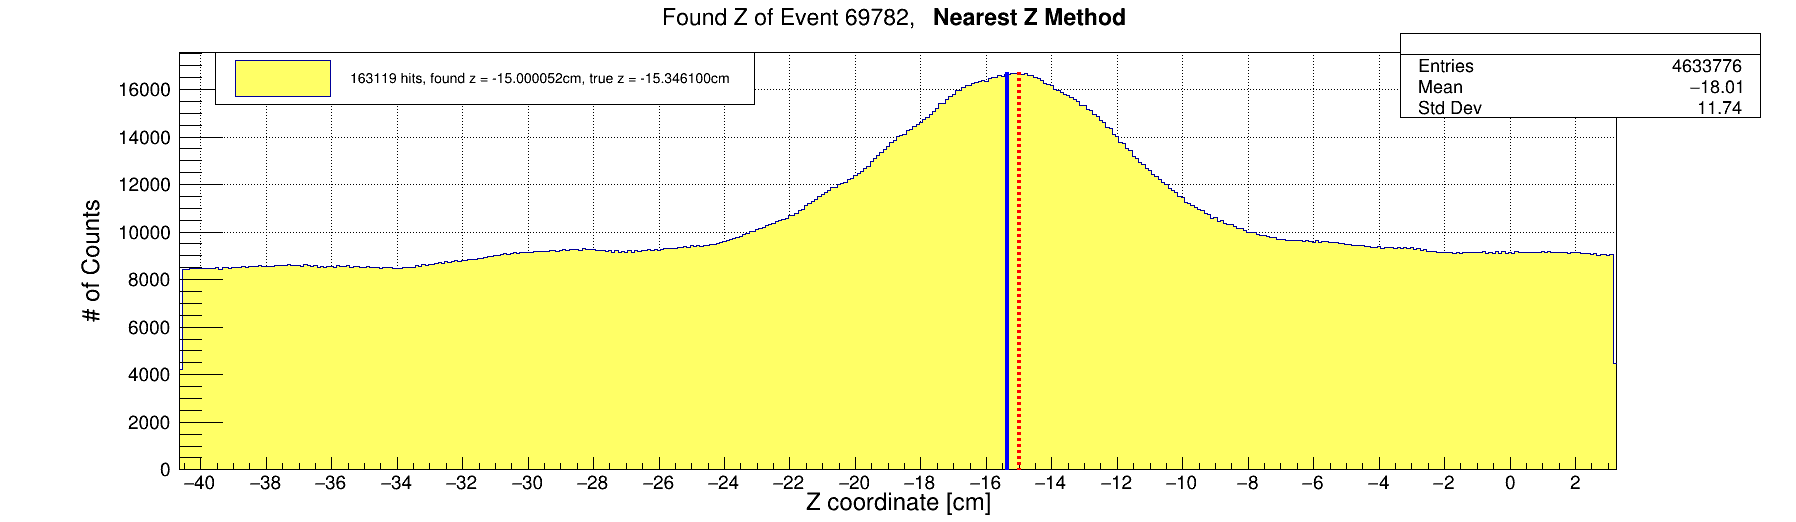 Found Z of Event 69782, Nearest Z Method
163119 hits, found z = -15.000052cm, true z = -15.346100cm
Entries 4633776
Mean −18.01
Std Dev 11.74
16000
14000
12000
10000
8000
6000
4000
2000
0
# of Counts
−40 −38 −36 −34 −32 −30 −28 −26 −24 −22 −20 −18 −16 −14 −12 −10 −8 −6 −4 −2 0 2
Z coordinate [cm]